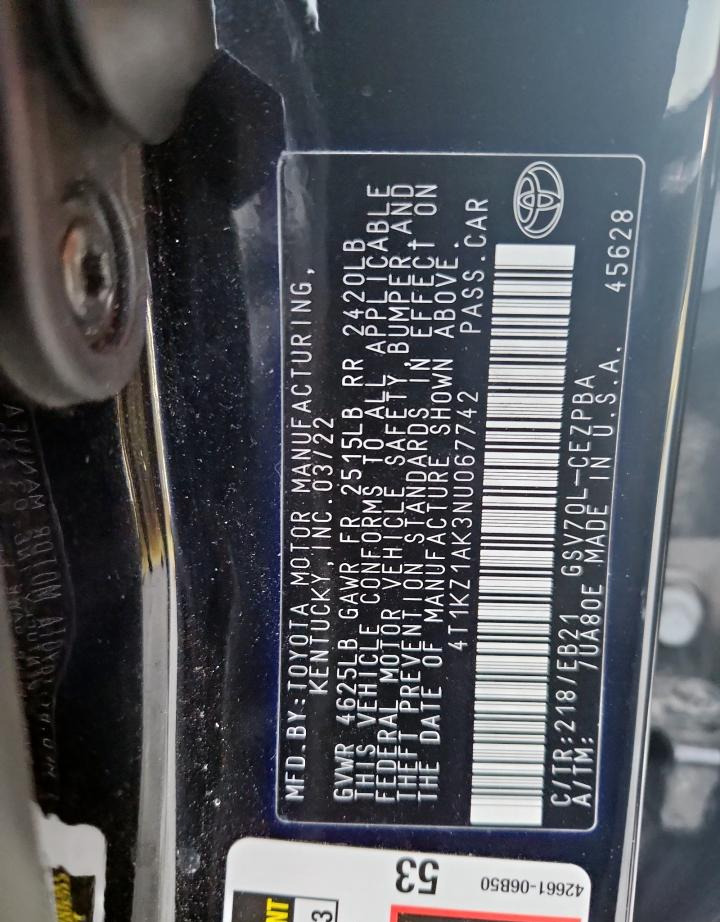 MFD.BY:TOYOTA MOTOR MANUFACTURING,
KENTUCKY,INC.03/22
GVWR 4625LB GAWR FR 2515LB RR 2420LB
THIS VEHICLE CONFORMS TO ALL APPLICABLE
FEDERAL MOTOR VEHICLE SAFETY, BUMPER,AND
THEFT PREVENTION STANDARDS IN EFFECT ON
THE DATE OF MANUFACTURE SHOWN ABOVE.
4T1KZ1AK3NU067742 PASS.CAR
C/TR:218/EB21 GSV70L-CEZPBA
A/TM: 7UA80E MADE IN U.S.A. 45628
53
42661-06B50